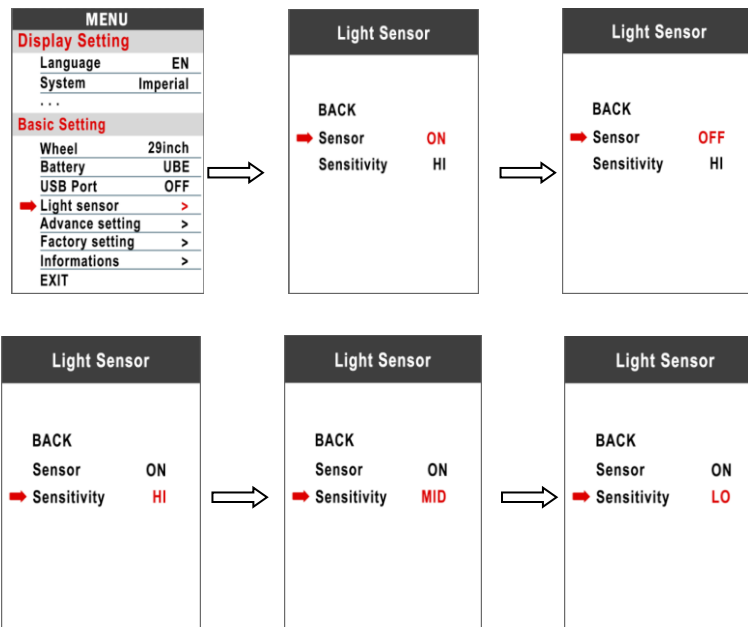 MENU
Display Setting
Language EN
System Imperial
...
Basic Setting
Wheel 29inch
Battery UBE
USB Port OFF
Light sensor >
Advance setting >
Factory setting >
Informations >
EXIT
Light Sensor
BACK
Sensor ON
Sensitivity HI
Light Sensor
BACK
Sensor OFF
Sensitivity HI
Light Sensor
BACK
Sensor ON
Sensitivity HI
Light Sensor
BACK
Sensor ON
Sensitivity MID
Light Sensor
BACK
Sensor ON
Sensitivity LO